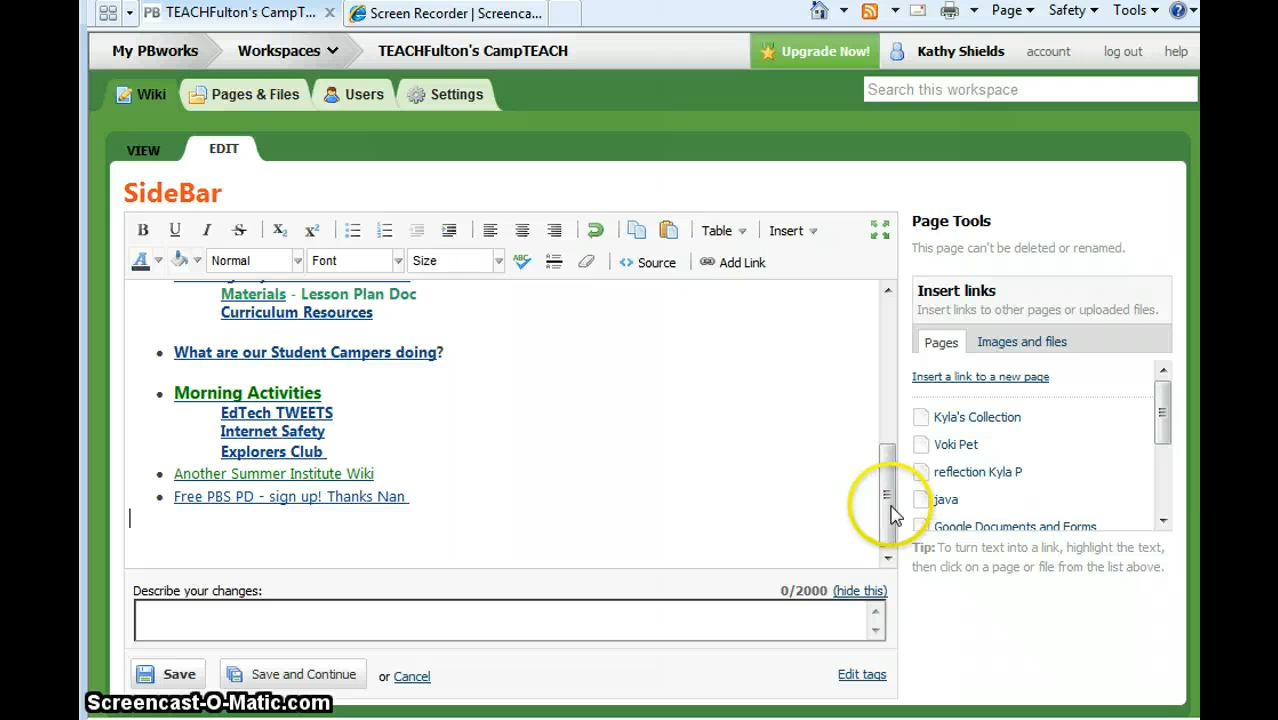 PB TEACHFulton's CampT... Screen Recorder | Screenca...
Page Safety Tools
My PBworks Workspaces TEACHFulton's CampTEACH Upgrade Now! Kathy Shields account log out help
Wiki Pages & Files Users Settings Search this workspace
VIEW EDIT
SideBar
B U I S X2 X2 Table Insert
A Normal Font Size ABC Source Add Link
Materials - Lesson Plan Doc
Curriculum Resources
What are our Student Campers doing?
Morning Activities
EdTech TWEETS
Internet Safety
Explorers Club
Another Summer Institute Wiki
Free PBS PD - sign up! Thanks Nan
Page Tools
This page can't be deleted or renamed.
Insert links
Insert links to other pages or uploaded files.
Pages Images and files
Insert a link to a new page
Kyla's Collection
Voki Pet
reflection Kyla P
java
Google Documents and Forms
Tip: To turn text into a link, highlight the text,
then click on a page or file from the list above.
Describe your changes: 0/2000 (hide this)
Save Save and Continue or Cancel Edit tags
Screencast-O-Matic.com